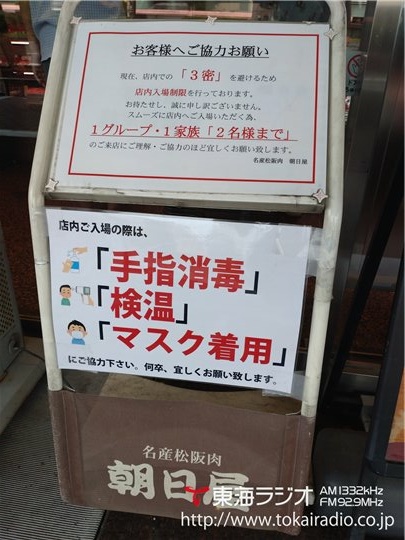 お客様へご協力お願い
現在、店内での「３密」を避けるため
店内入場制限を行っております。
お待たせし、誠に申し訳ございません。
スムーズに店内へご入場いただく為、
１グループ・１家族「２名様まで」
のご来店にご理解・ご協力のほど宜しくお願い致します。
名産松阪肉 朝日屋
店内ご入場の際は、
「手指消毒」
「検温」
「マスク着用」
にご協力下さい。何卒、宜しくお願い致します。
名産松阪肉
朝日屋
東海ラジオ AM1332kHz
FM92.9MHz
http://www.tokairadio.co.jp